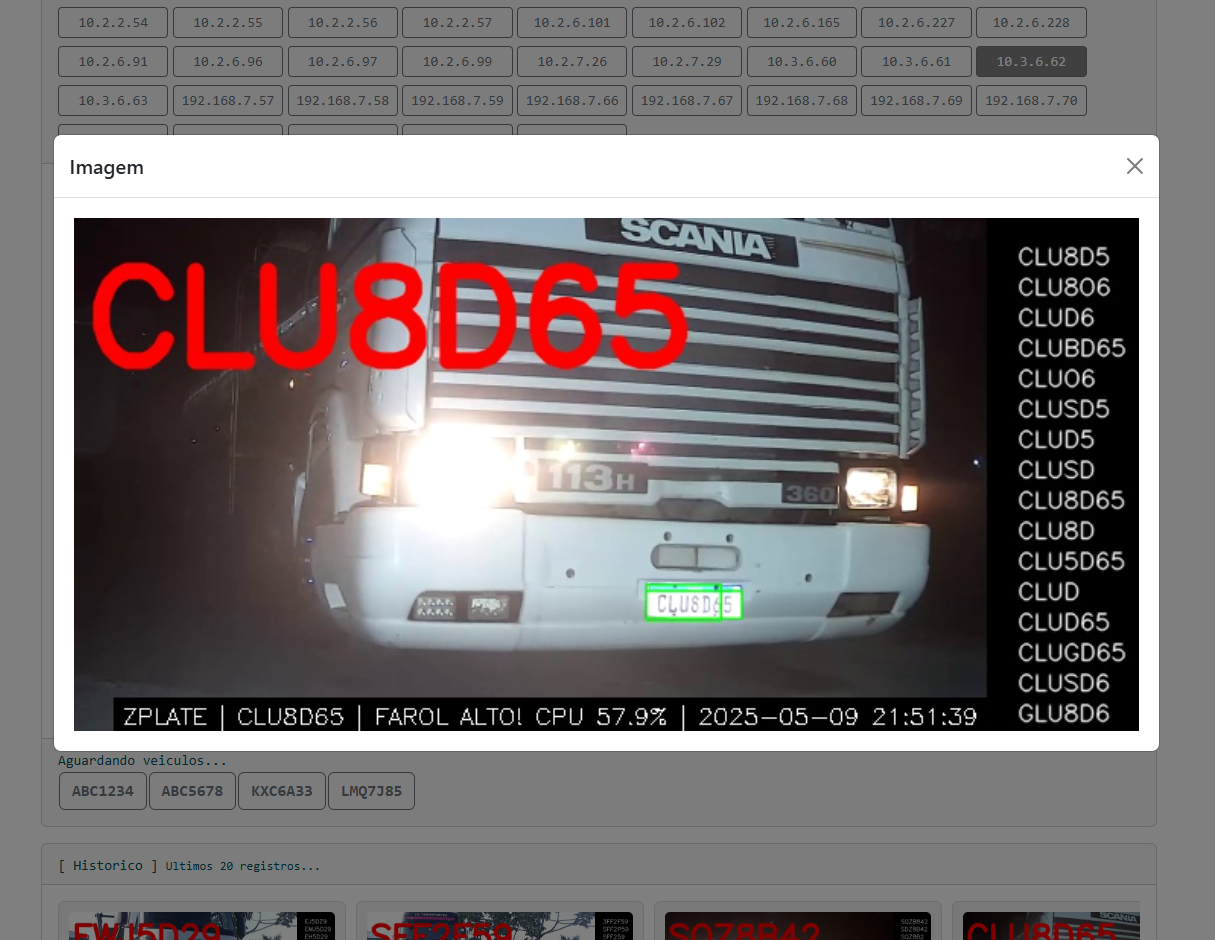 10.2.2.54 10.2.2.55 10.2.2.56 10.2.2.57 10.2.6.101 10.2.6.102 10.2.6.165 10.2.6.227 10.2.6.228
10.2.6.91 10.2.6.96 10.2.6.97 10.2.6.99 10.2.7.26 10.2.7.29 10.3.6.60 10.3.6.61 10.3.6.62
10.3.6.63 192.168.7.57 192.168.7.58 192.168.7.59 192.168.7.66 192.168.7.67 192.168.7.68 192.168.7.69 192.168.7.70
Imagem
SCANIA
CLU8D65
113H
360
CLU8D65
CLU8D5
CLU8O6
CLUD6
CLUBD65
CLUO6
CLUSD5
CLUD5
CLUSD
CLU8D65
CLU8D
CLU5D65
CLUD
CLUD65
CLUGD65
CLUSD6
GLU8D6
ZPLATE | CLU8D65 | FAROL ALTO! CPU 57.9% | 2025-05-09 21:51:39
Aguardando veiculos...
ABC1234 ABC5678 KXC6A33 LMQ7J85
[ Historico ] Ultimos 20 registros...
EWJ5D29 SFF2F59 SQZ8B42 CLU8D65
SCANIA